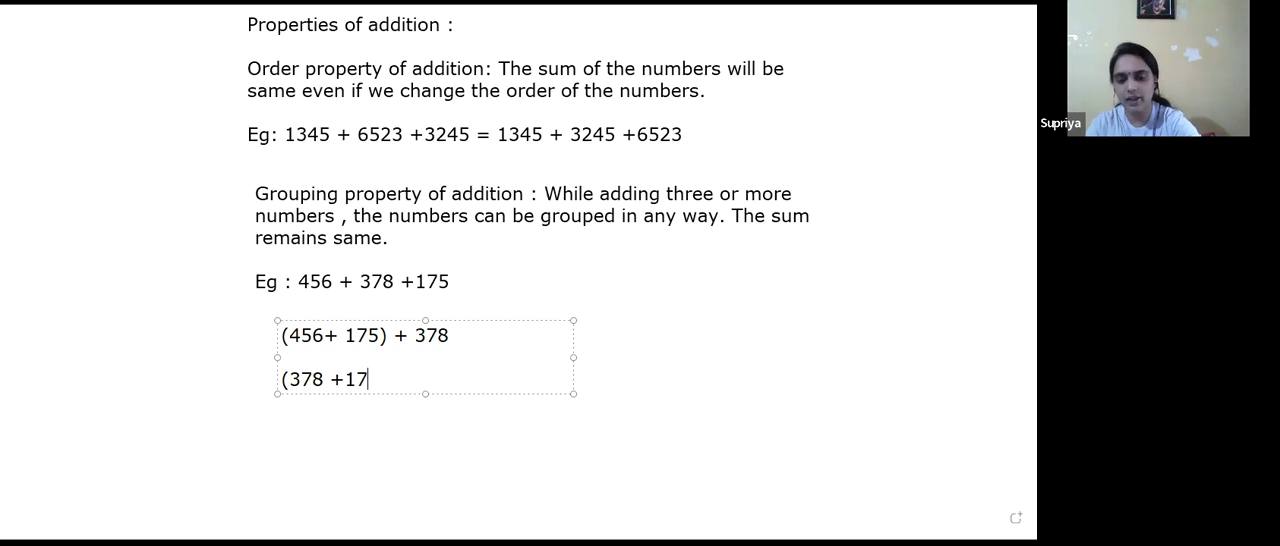 Properties of addition :
Order property of addition: The sum of the numbers will be
same even if we change the order of the numbers.
Eg: 1345 + 6523 +3245 = 1345 + 3245 +6523
Grouping property of addition : While adding three or more
numbers , the numbers can be grouped in any way. The sum
remains same.
Eg : 456 + 378 +175
(456+ 175) + 378
(378 +17
Supriya